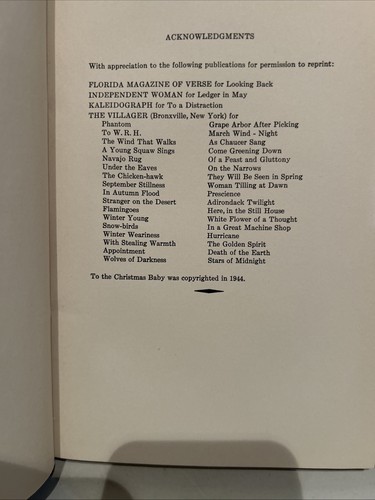 ACKNOWLEDGMENTS
With appreciation to the following publications for permission to reprint:
FLORIDA MAGAZINE OF VERSE for Looking Back
INDEPENDENT WOMAN for Ledger in May
KALEIDOGRAPH for To a Distraction
THE VILLAGER (Bronxville, New York) for
Phantom
To W. R. H.
The Wind That Walks
A Young Squaw Sings
Navajo Rug
Under the Eaves
The Chicken-hawk
September Stillness
In Autumn Flood
Stranger on the Desert
Flamingoes
Winter Young
Snow-birds
Winter Weariness
With Stealing Warmth
Appointment
Wolves of Darkness
Grape Arbor After Picking
March Wind - Night
As Chaucer Sang
Come Greening Down
Of a Feast and Gluttony
On the Narrows
They Will Be Seen in Spring
Woman Tilling at Dawn
Prescience
Adirondack Twilight
Here, in the Still House
White Flower of a Thought
In a Great Machine Shop
Hurricane
The Golden Spirit
Death of the Earth
Stars of Midnight
To the Christmas Baby was copyrighted in 1944.